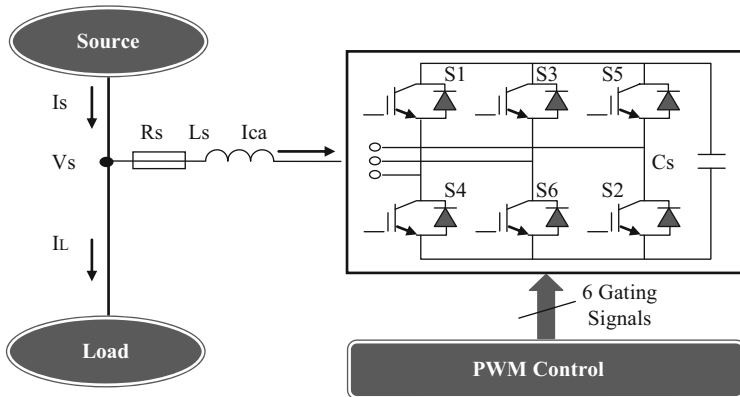 Source
S1
S3
S5
Is
Rs
Ls
Ica
Vs
Cs
S4
S6
S2
IL
6 Gating
Signals
Load
PWM Control